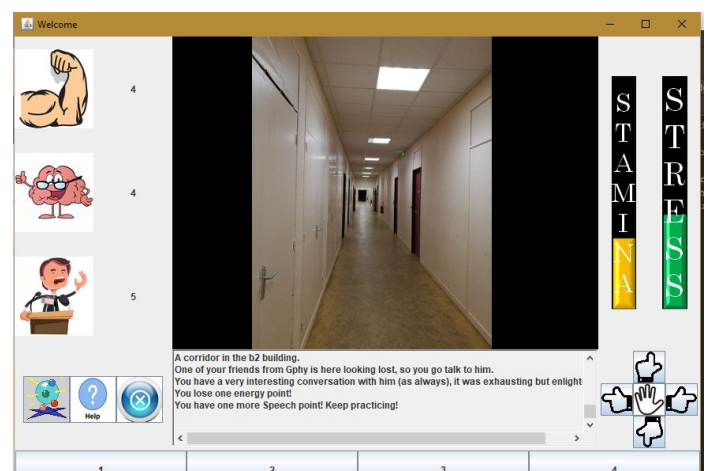 Welcome
4
4
5
STAMINA
STRESS
A corridor in the b2 building.
One of your friends from Gphy is here looking lost, so you go talk to him.
You have a very interesting conversation with him (as always), it was exhausting but enlight
You lose one energy point!
You have one more Speech point! Keep practicing!
?
Help
1
2
3
4